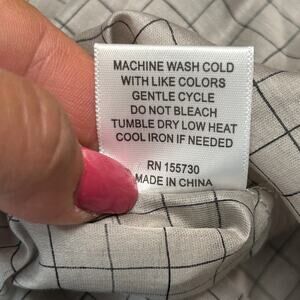 MACHINE WASH COLD
WITH LIKE COLORS
GENTLE CYCLE
DO NOT BLEACH
TUMBLE DRY LOW HEAT
COOL IRON IF NEEDED
RN 155730
MADE IN CHINA